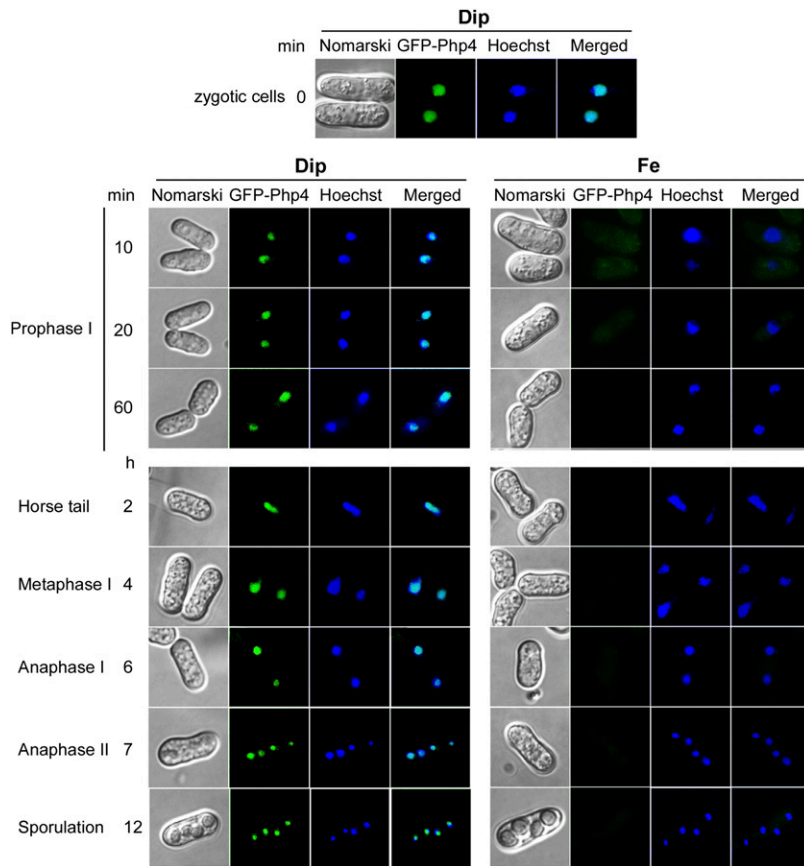 Dip
min Nomarski GFP-Php4 Hoechst Merged
zygotic cells 0
Dip Fe
min Nomarski GFP-Php4 Hoechst Merged Nomarski GFP-Php4 Hoechst Merged
10
Prophase I 20
60
h
Horse tail 2
Metaphase I 4
Anaphase I 6
Anaphase II 7
Sporulation 12